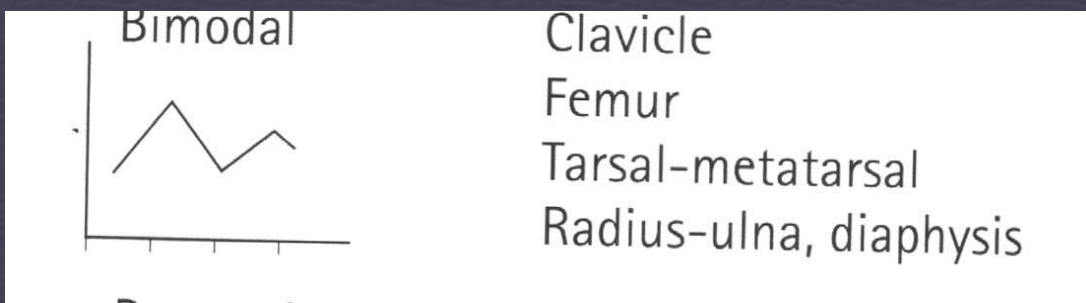 Bimodal
Clavicle
Femur
Tarsal-metatarsal
Radius-ulna, diaphysis